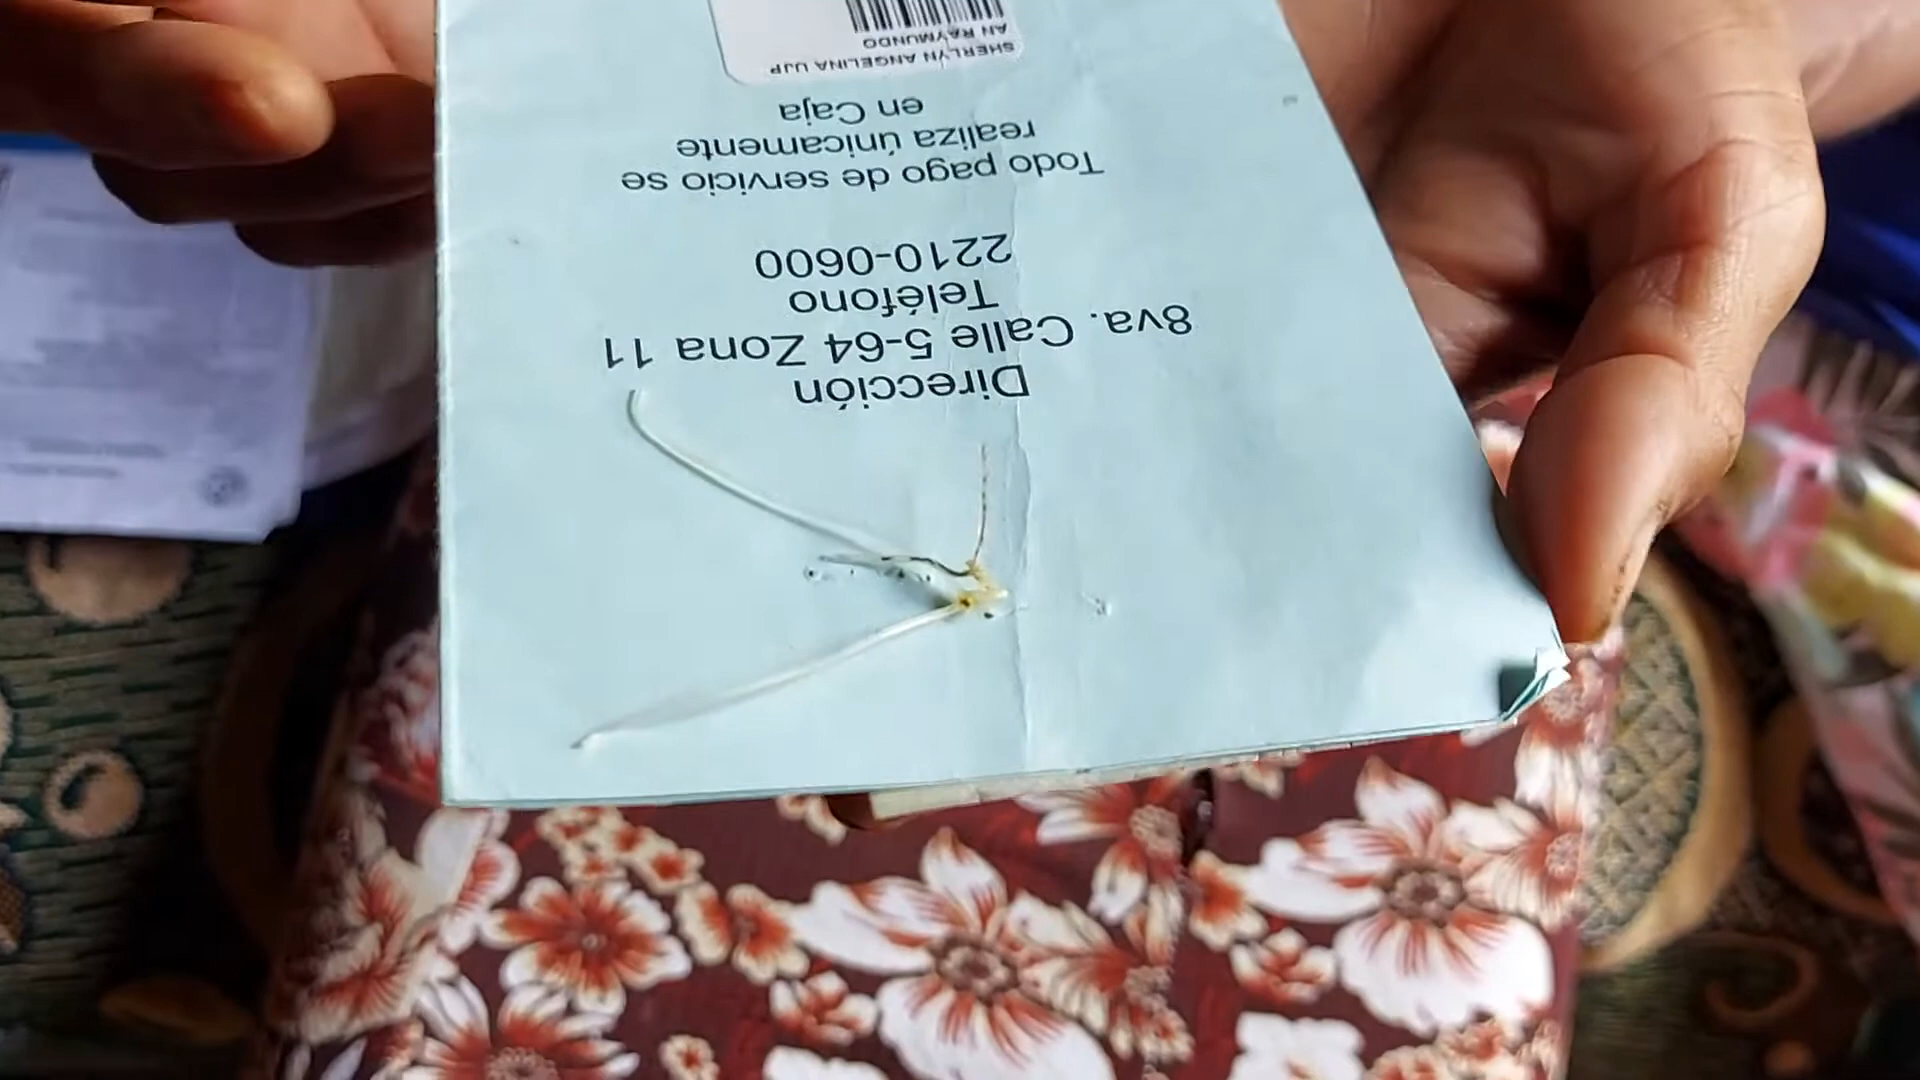 Dirección
8va. Calle 5-64 Zona 11
Teléfono
2210-0600
Todo pago de servicio se
realiza únicamente
en Caja
SHERLYN ANGELINA UJP
AN RAYMUNDO